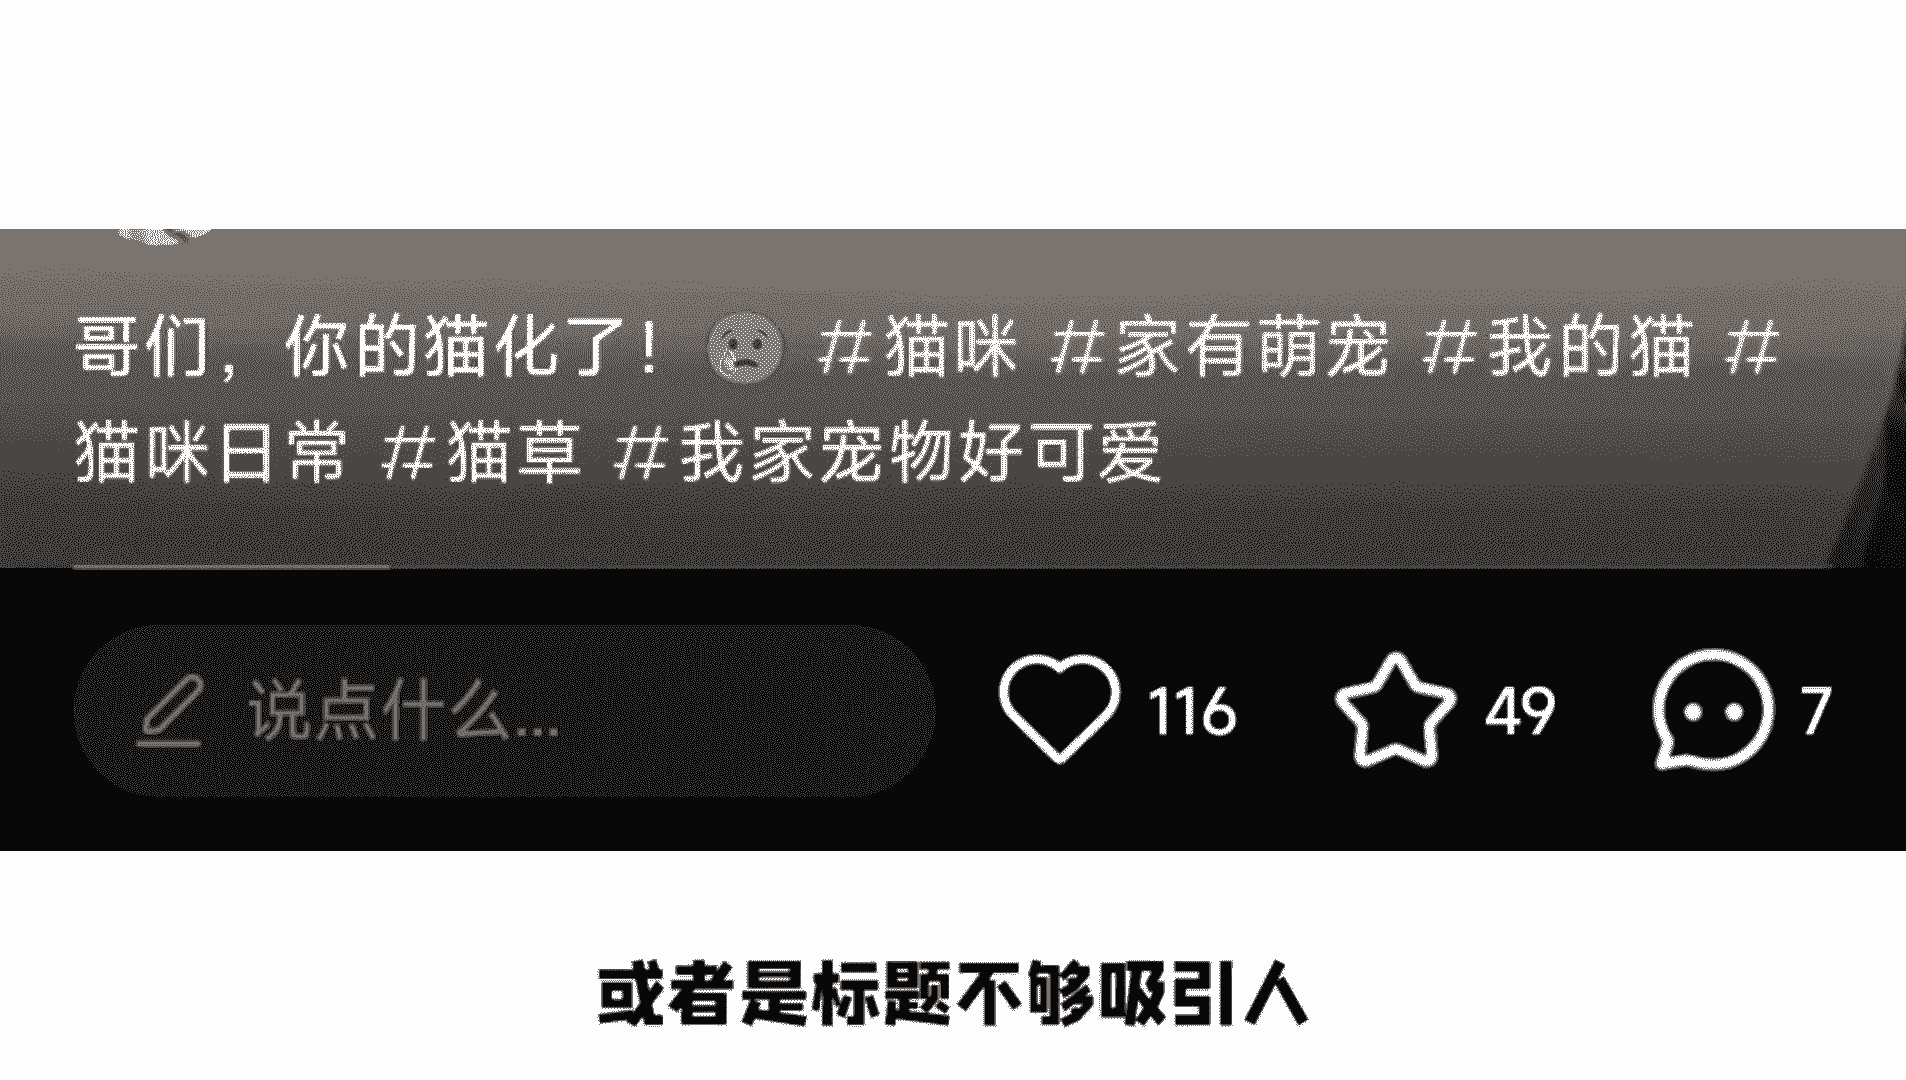 哥们，你的猫化了！😢 #猫咪 #家有萌宠 #我的猫 #
猫咪日常 #猫草 #我家宠物好可爱
说点什么... 116 49 7
或者是标题不够吸引人